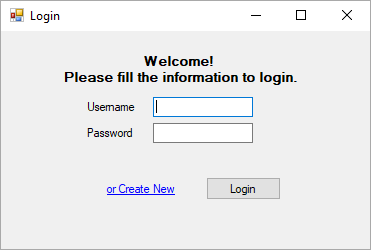 Login
Welcome!
Please fill the information to login.
Username
Password
or Create New Login